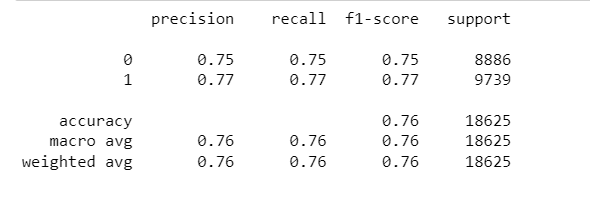 precision recall f1-score support
0 0.75 0.75 0.75 8886
1 0.77 0.77 0.77 9739
accuracy 0.76 18625
macro avg 0.76 0.76 0.76 18625
weighted avg 0.76 0.76 0.76 18625